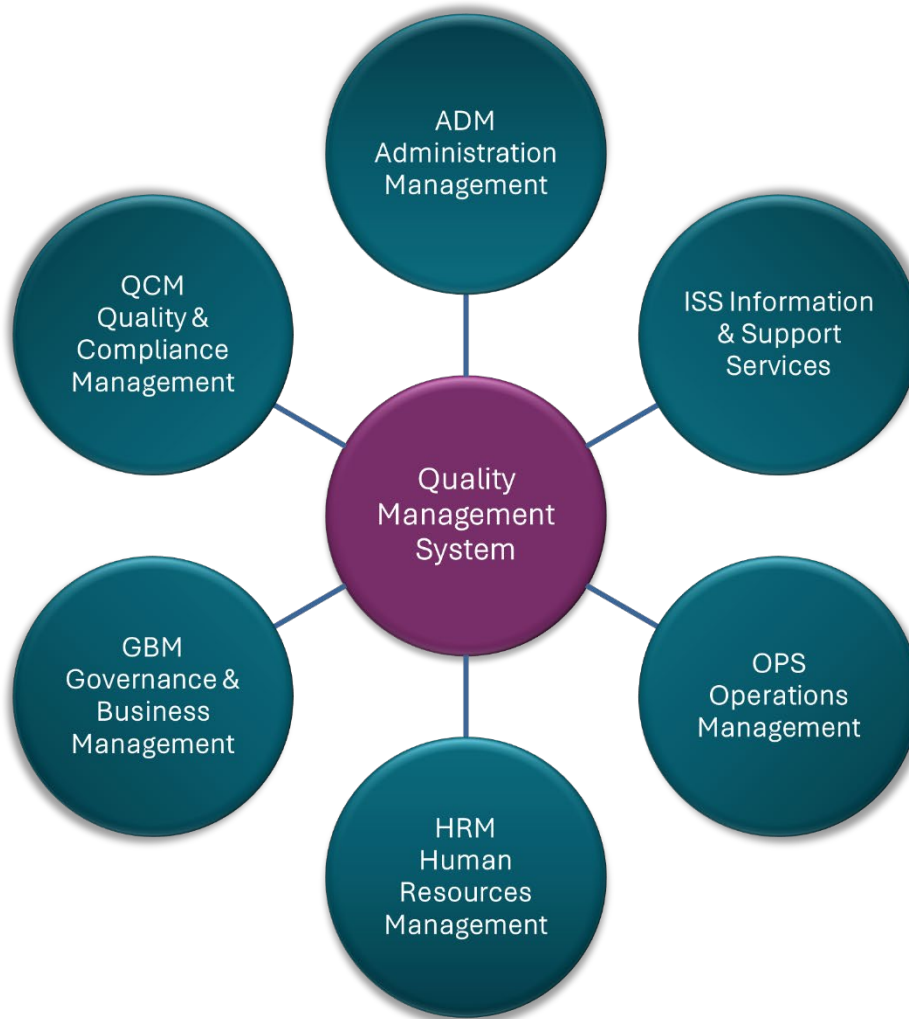 ADM
Administration
Management
ISS Information
& Support
Services
OPS
Operations
Management
HRM
Human
Resources
Management
GBM
Governance &
Business
Management
QCM
Quality &
Compliance
Management
Quality
Management
System